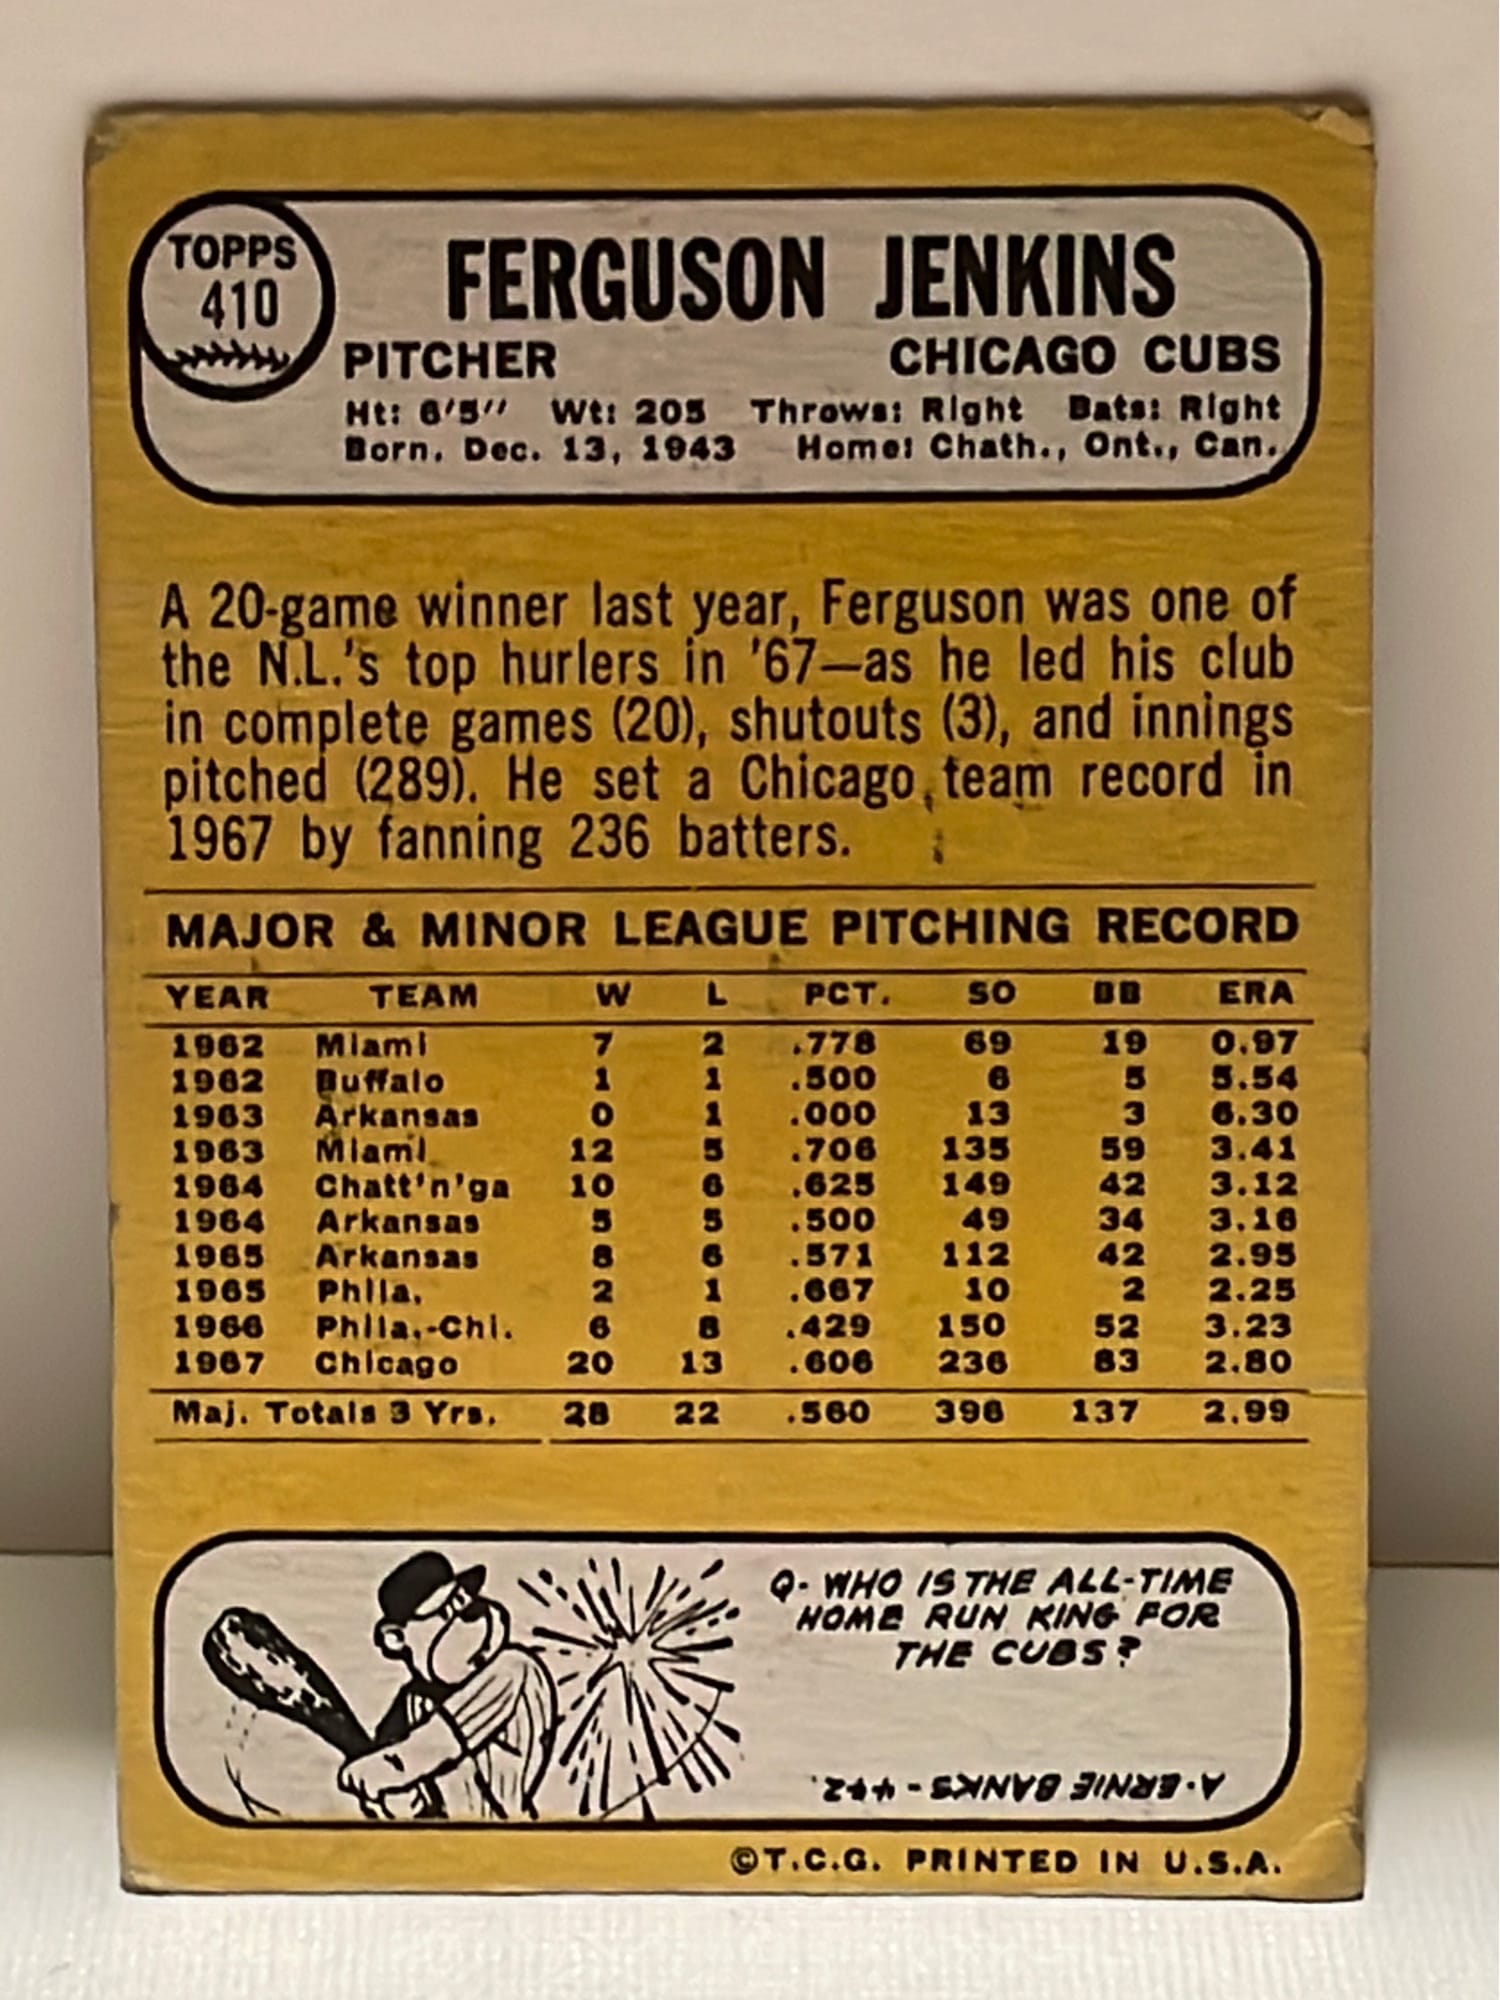 TOPPS
410
FERGUSON JENKINS
PITCHER CHICAGO CUBS
Ht: 6'5" Wt: 205 Throws: Right Bats: Right
Born. Dec. 13, 1943 Home: Chath., Ont., Can.
A 20-game winner last year, Ferguson was one of
the N.L.'s top hurlers in '67—as he led his club
in complete games (20), shutouts (3), and innings
pitched (289). He set a Chicago team record in
1967 by fanning 236 batters.
MAJOR & MINOR LEAGUE PITCHING RECORD
YEAR TEAM W L PCT. SO BB ERA
1962 Miami 7 2 .778 69 19 0.97
1962 Buffalo 1 1 .500 6 5 5.54
1963 Arkansas 0 1 .000 13 3 6.30
1963 Miami 12 5 .706 135 59 3.41
1964 Chatt'n'ga 10 6 .625 149 42 3.12
1964 Arkansas 5 5 .500 49 34 3.16
1965 Arkansas 8 6 .571 112 42 2.95
1965 Phila. 2 1 .667 10 2 2.25
1966 Phila.-Chi. 6 8 .429 150 52 3.23
1967 Chicago 20 13 .606 236 83 2.80
Maj. Totals 3 Yrs. 28 22 .560 396 137 2.99
Q- WHO IS THE ALL-TIME
HOME RUN KING FOR
THE CUBS?
A-ERNIE BANKS-442.
©T.C.G. PRINTED IN U.S.A.